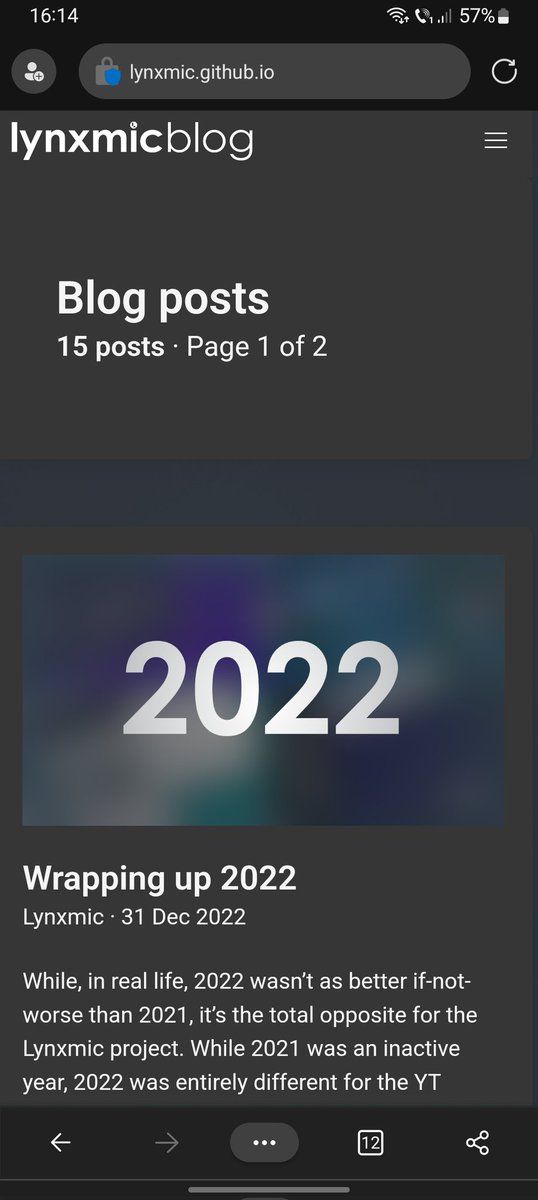 16:14
57%
lynxmic.github.io
lynxmicblog
Blog posts
15 posts · Page 1 of 2
2022
Wrapping up 2022
Lynxmic · 31 Dec 2022
While, in real life, 2022 wasn’t as better if-not-
worse than 2021, it’s the total opposite for the
Lynxmic project. While 2021 was an inactive
year, 2022 was entirely different for the YT
12